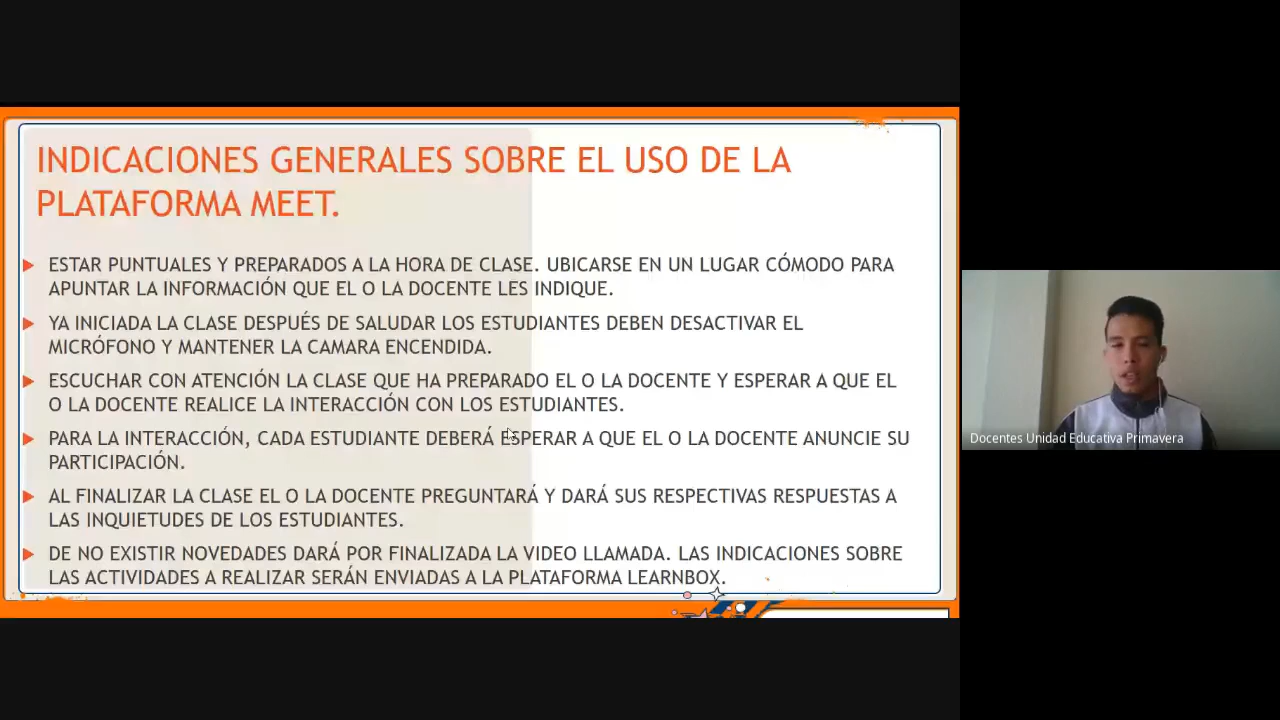 INDICACIONES GENERALES SOBRE EL USO DE LA
PLATAFORMA MEET.
ESTAR PUNTUALES Y PREPARADOS A LA HORA DE CLASE. UBICARSE EN UN LUGAR CÓMODO PARA
APUNTAR LA INFORMACIÓN QUE EL O LA DOCENTE LES INDIQUE.
YA INICIADA LA CLASE DESPUÉS DE SALUDAR LOS ESTUDIANTES DEBEN DESACTIVAR EL
MICRÓFONO Y MANTENER LA CAMARA ENCENDIDA.
ESCUCHAR CON ATENCIÓN LA CLASE QUE HA PREPARADO EL O LA DOCENTE Y ESPERAR A QUE EL
O LA DOCENTE REALICE LA INTERACCIÓN CON LOS ESTUDIANTES.
PARA LA INTERACCIÓN, CADA ESTUDIANTE DEBERÁ ESPERAR A QUE EL O LA DOCENTE ANUNCIE SU
PARTICIPACIÓN.
AL FINALIZAR LA CLASE EL O LA DOCENTE PREGUNTARÁ Y DARÁ SUS RESPECTIVAS RESPUESTAS A
LAS INQUIETUDES DE LOS ESTUDIANTES.
DE NO EXISTIR NOVEDADES DARÁ POR FINALIZADA LA VIDEO LLAMADA. LAS INDICACIONES SOBRE
LAS ACTIVIDADES A REALIZAR SERÁN ENVIADAS A LA PLATAFORMA LEARNBOX.
Docentes Unidad Educativa Primavera